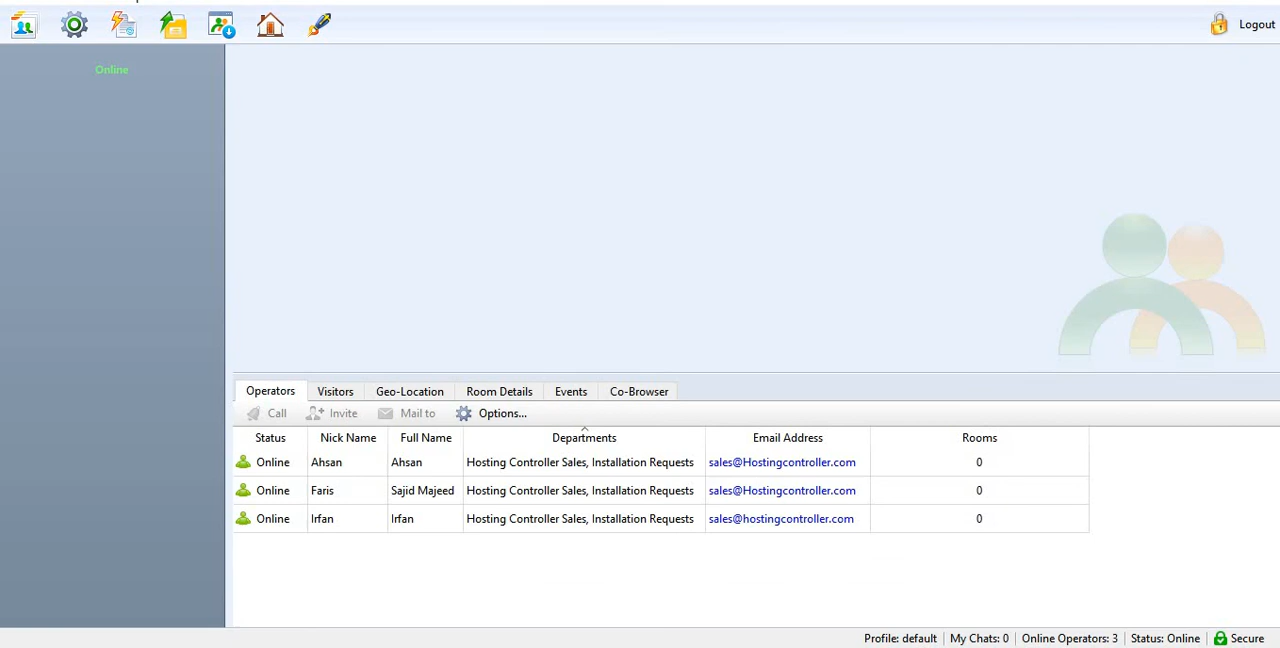 Logout
Online
Operators Visitors Geo-Location Room Details Events Co-Browser
Call Invite Mail to Options...
Status Nick Name Full Name Departments Email Address Rooms
Online Ahsan Ahsan Hosting Controller Sales, Installation Requests sales@Hostingcontroller.com 0
Online Faris Sajid Majeed Hosting Controller Sales, Installation Requests sales@Hostingcontroller.com 0
Online Irfan Irfan Hosting Controller Sales, Installation Requests sales@hostingcontroller.com 0
Profile: default My Chats: 0 Online Operators: 3 Status: Online Secure